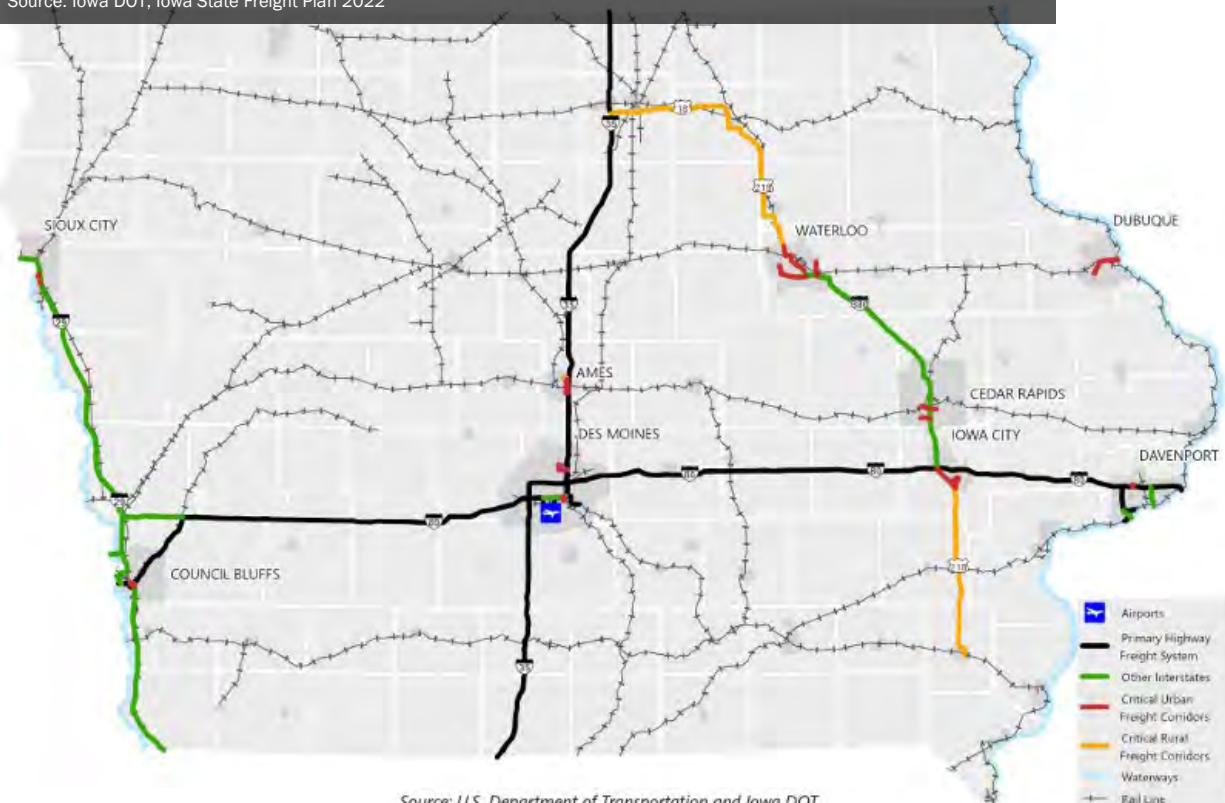 Source: Iowa DOT, Iowa State Freight Plan 2022
18
35
218
SIOUX CITY
WATERLOO
DUBUQUE
29
35
380
AMES
CEDAR RAPIDS
DES MOINES
IOWA CITY
DAVENPORT
80
80
80
29
80
COUNCIL BLUFFS
218
35
Airports
Primary Highway
Freight System
Other Interstates
Critical Urban
Freight Corridors
Critical Rural
Freight Corridors
Waterways
Rail Line
Source: U.S. Department of Transportation and Iowa DOT